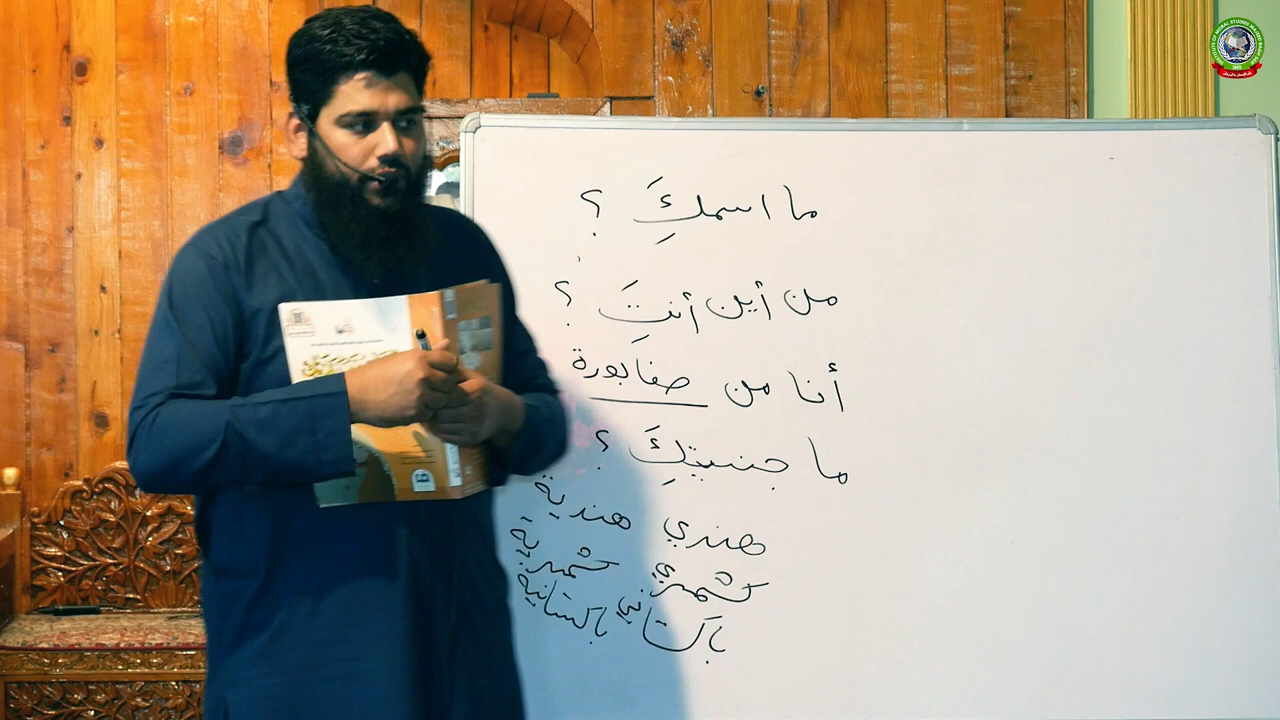 ما اسمكَِ ؟
من أين أنتَِ ؟
أنا من صفابورة
ما جنسيتكَِ ؟
هندي هندية
كشميري كشميرية
باكستاني باكستانية